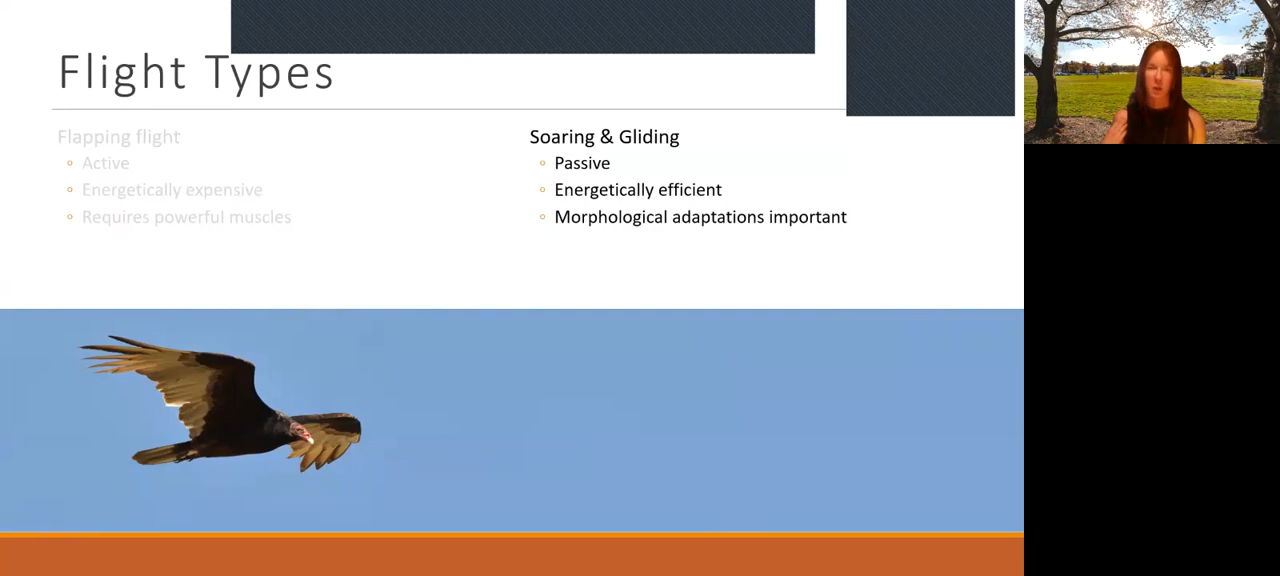 Flight Types
Flapping flight
Active
Energetically expensive
Requires powerful muscles
Soaring & Gliding
Passive
Energetically efficient
Morphological adaptations important